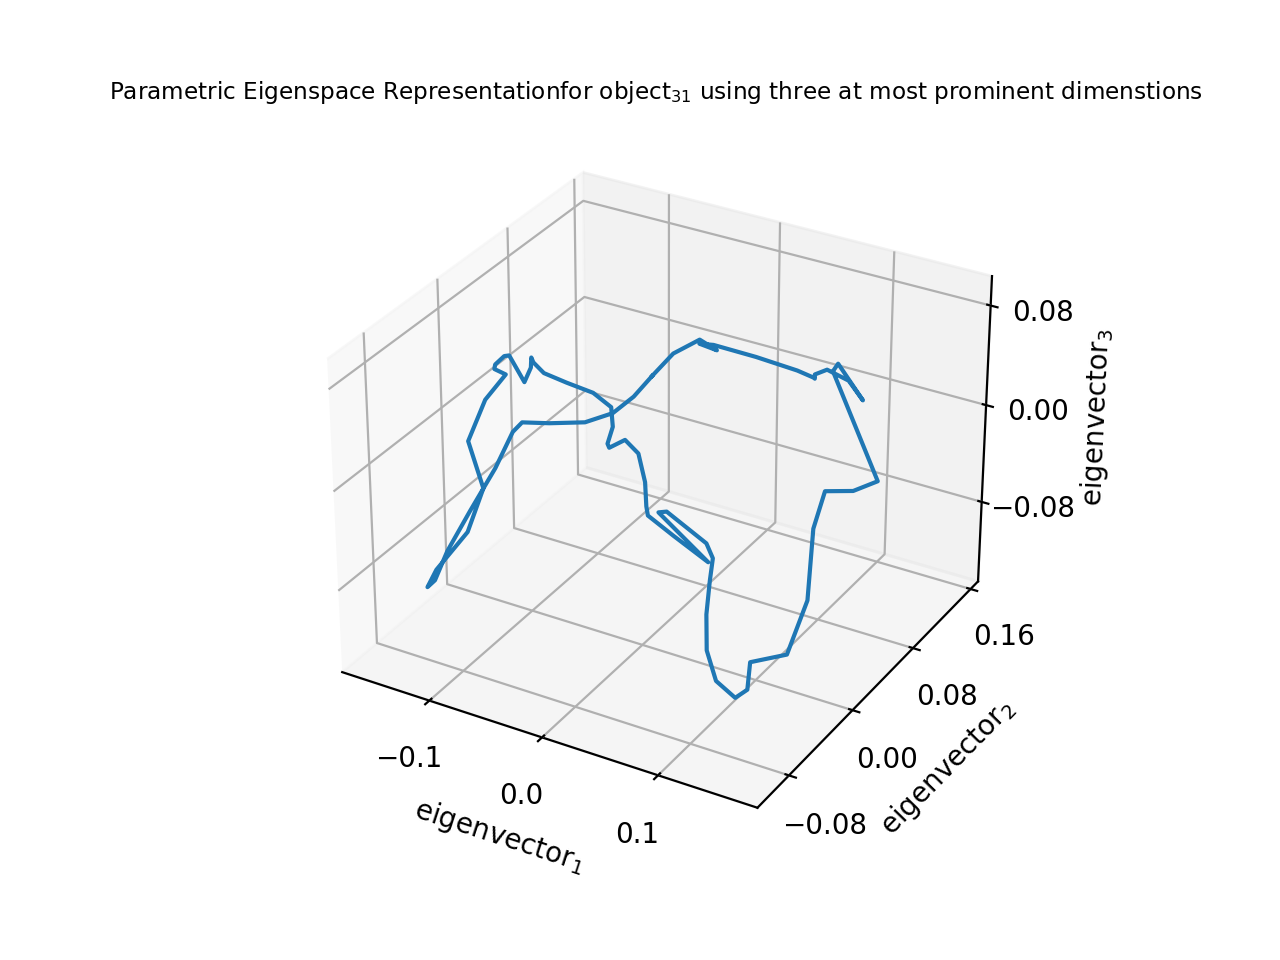 Parametric Eigenspace Representationfor object₃₁ using three at most prominent dimenstions
0.08
0.00
−0.08
eigenvector₃
0.16
0.08
0.00
−0.08
eigenvector₂
−0.1
0.0
0.1
eigenvector₁